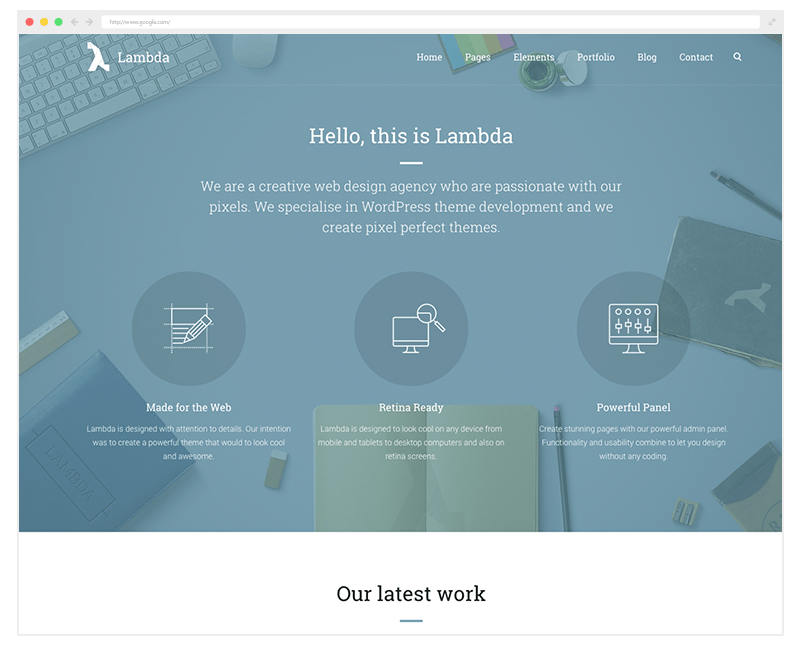 http://www.google.com/
Lambda
Home Pages Elements Portfolio Blog Contact
Hello, this is Lambda
We are a creative web design agency who are passionate with our
pixels. We specialise in WordPress theme development and we
create pixel perfect themes.
Made for the Web
Lambda is designed with attention to details. Our intention
was to create a powerful theme that would to look cool
and awesome.
Retina Ready
Lambda is designed to look cool on any device from
mobile and tablets to desktop computers and also on
retina screens.
Powerful Panel
Create stunning pages with our powerful admin panel.
Functionality and usability combine to let you design
without any coding.
LAMBDA
Our latest work